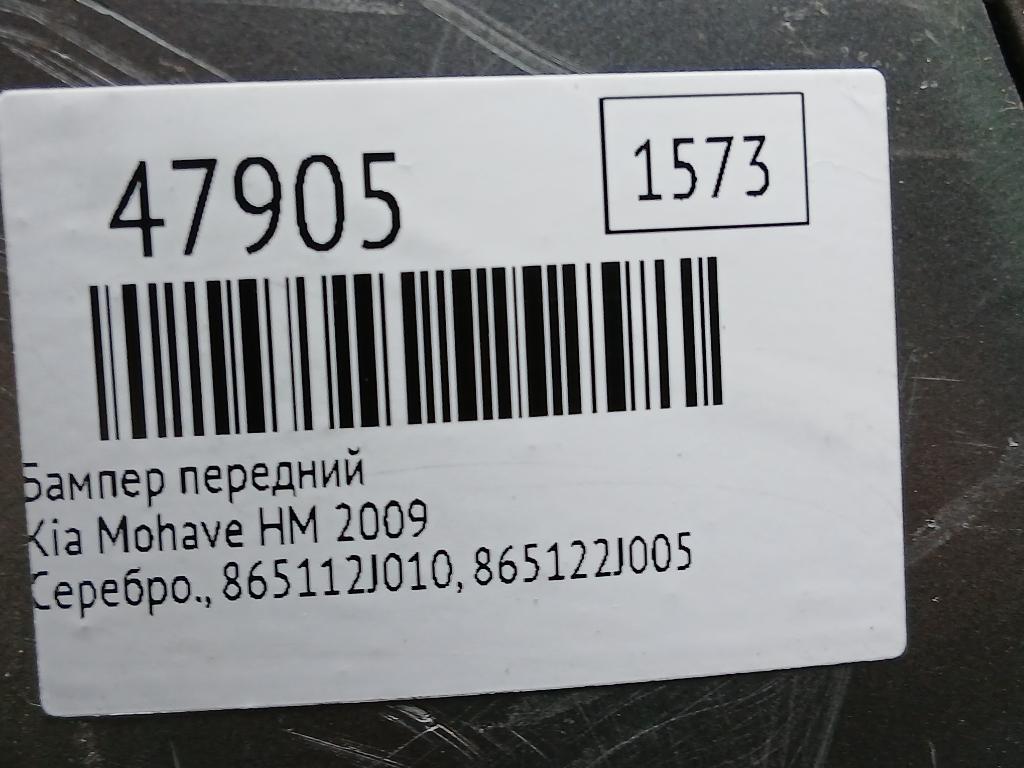 47905
1573
Бампер передний
Kia Mohave HM 2009
Серебро., 865112J010, 865122J005